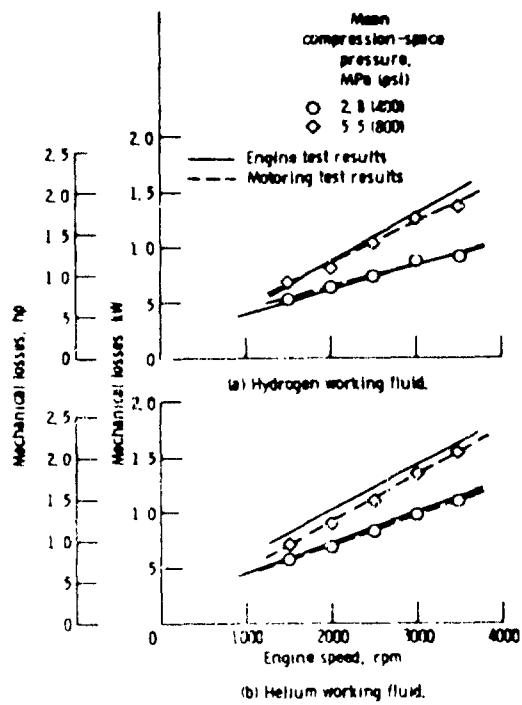 Mean
compression-space
pressure,
MPa (psi)
2.8 (400)
5.5 (800)
Engine test results
Motoring test results
Mechanical losses, hp
2.5
2.0
1.5
1.0
.5
0
Mechanical losses, kW
2.0
1.5
1.0
.5
0
(a) Hydrogen working fluid.
2.5
2.0
1.5
1.0
.5
0
2.0
1.5
1.0
.5
0
1000
2000
3000
4000
Engine speed, rpm
(b) Helium working fluid.